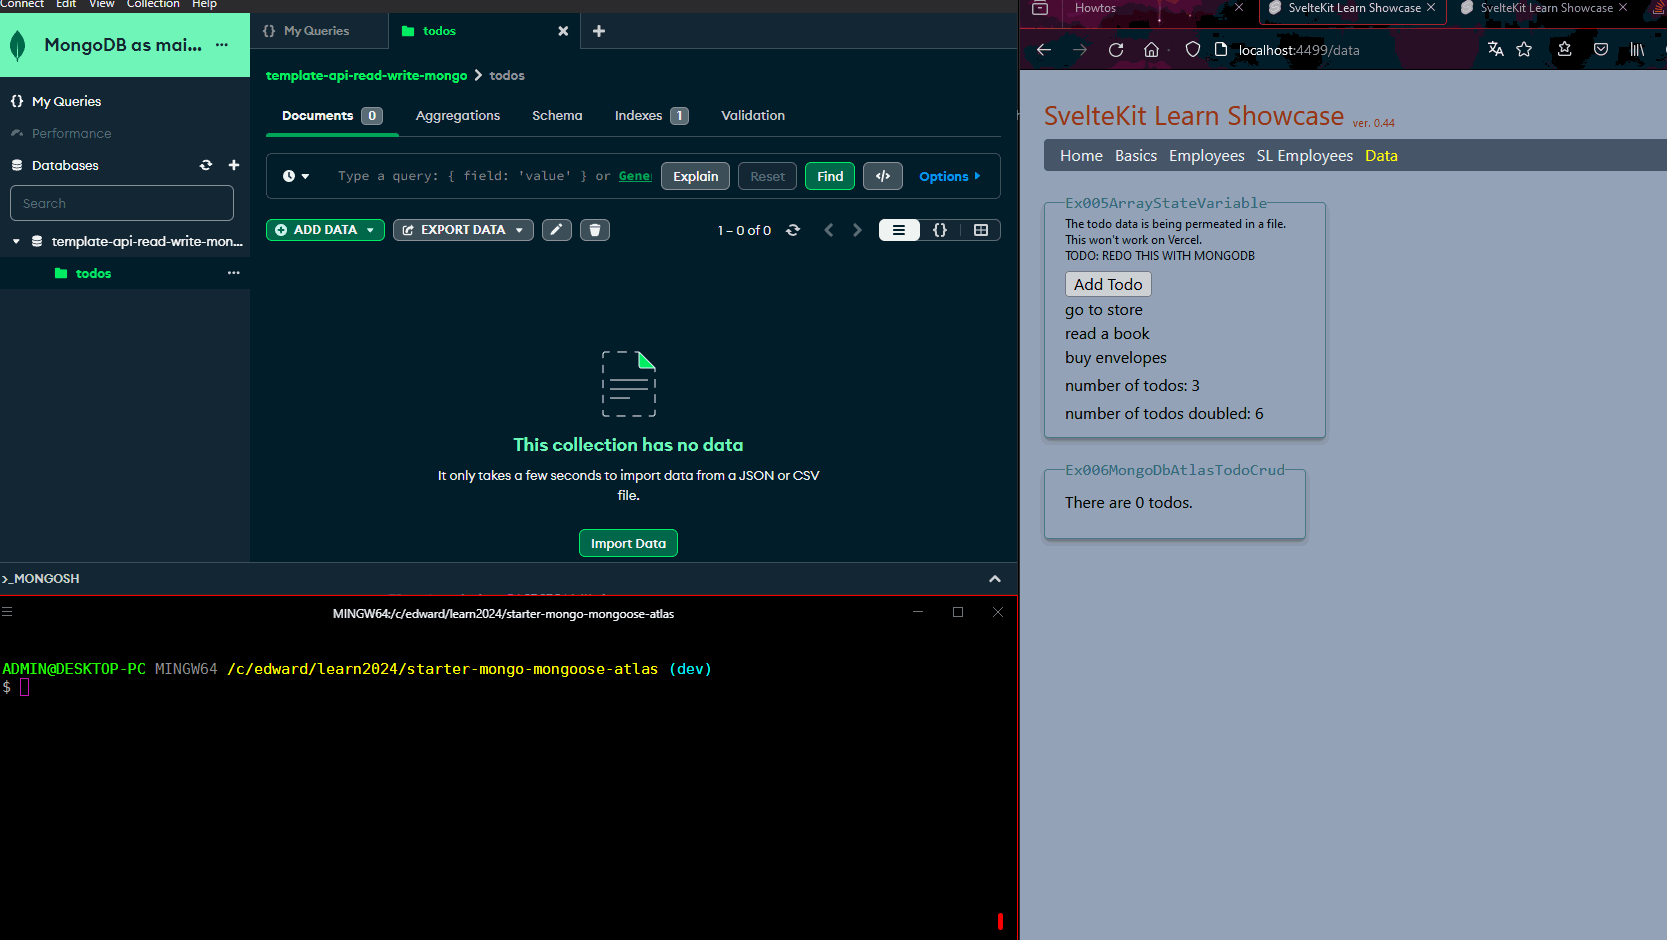 Connect Edit View Collection Help
MongoDB as mai... ...
My Queries
Performance
Databases
Search
template-api-read-write-mon...
todos ...
{} My Queries
todos
template-api-read-write-mongo > todos
Documents 0 Aggregations Schema Indexes 1 Validation
Type a query: { field: 'value' } or Gene Explain Reset Find </> Options
ADD DATA EXPORT DATA 1 – 0 of 0 {}
This collection has no data
It only takes a few seconds to import data from a JSON or CSV
file.
Import Data
>_MONGOSH
MINGW64:/c/edward/learn2024/starter-mongo-mongoose-atlas
ADMIN@DESKTOP-PC MINGW64 /c/edward/learn2024/starter-mongo-mongoose-atlas (dev)
$
Howtos
SvelteKit Learn Showcase
SvelteKit Learn Showcase
localhost:4499/data
SvelteKit Learn Showcase ver. 0.44
Home Basics Employees SL Employees Data
Ex005ArrayStateVariable
The todo data is being permeated in a file.
This won't work on Vercel.
TODO: REDO THIS WITH MONGODB
Add Todo
go to store
read a book
buy envelopes
number of todos: 3
number of todos doubled: 6
Ex006MongoDbAtlasTodoCrud
There are 0 todos.